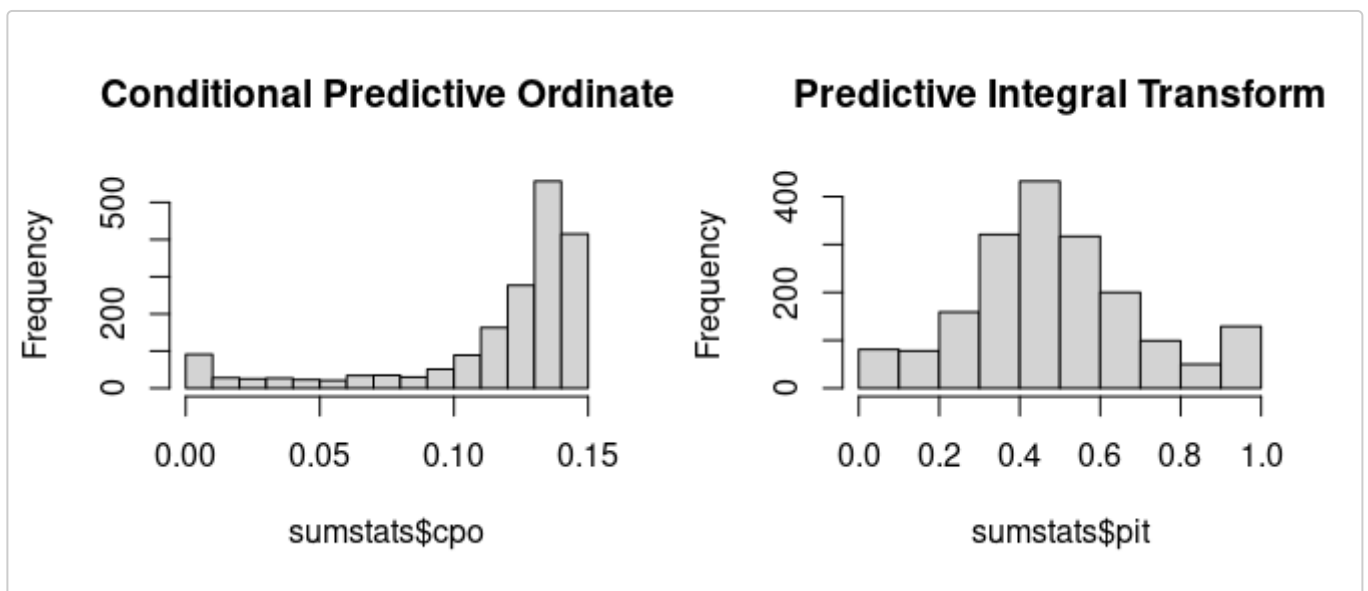 Conditional Predictive Ordinate
Frequency
0 200 500
0.00 0.05 0.10 0.15
sumstats$cpo
Predictive Integral Transform
Frequency
0 200 400
0.0 0.2 0.4 0.6 0.8 1.0
sumstats$pit